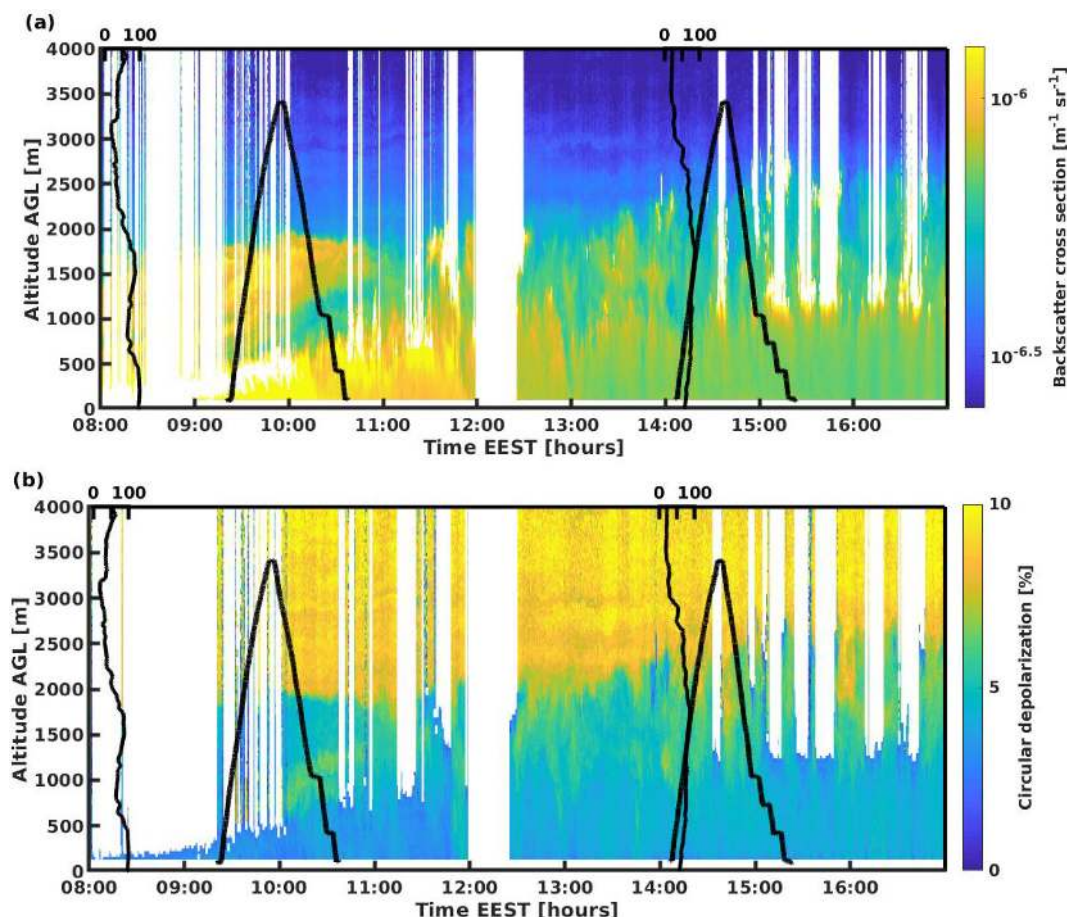 (a)
0 100
0 100
4000
3500
3000
2500
2000
1500
1000
500
0
Altitude AGL [m]
08:00 09:00 10:00 11:00 12:00 13:00 14:00 15:00 16:00
Time EEST [hours]
10^-6
10^-6.5
Backscatter cross section [m^-1 sr^-1]
(b)
0 100
0 100
4000
3500
3000
2500
2000
1500
1000
500
0
Altitude AGL [m]
08:00 09:00 10:00 11:00 12:00 13:00 14:00 15:00 16:00
Time EEST [hours]
10
5
0
Circular depolarization [%]